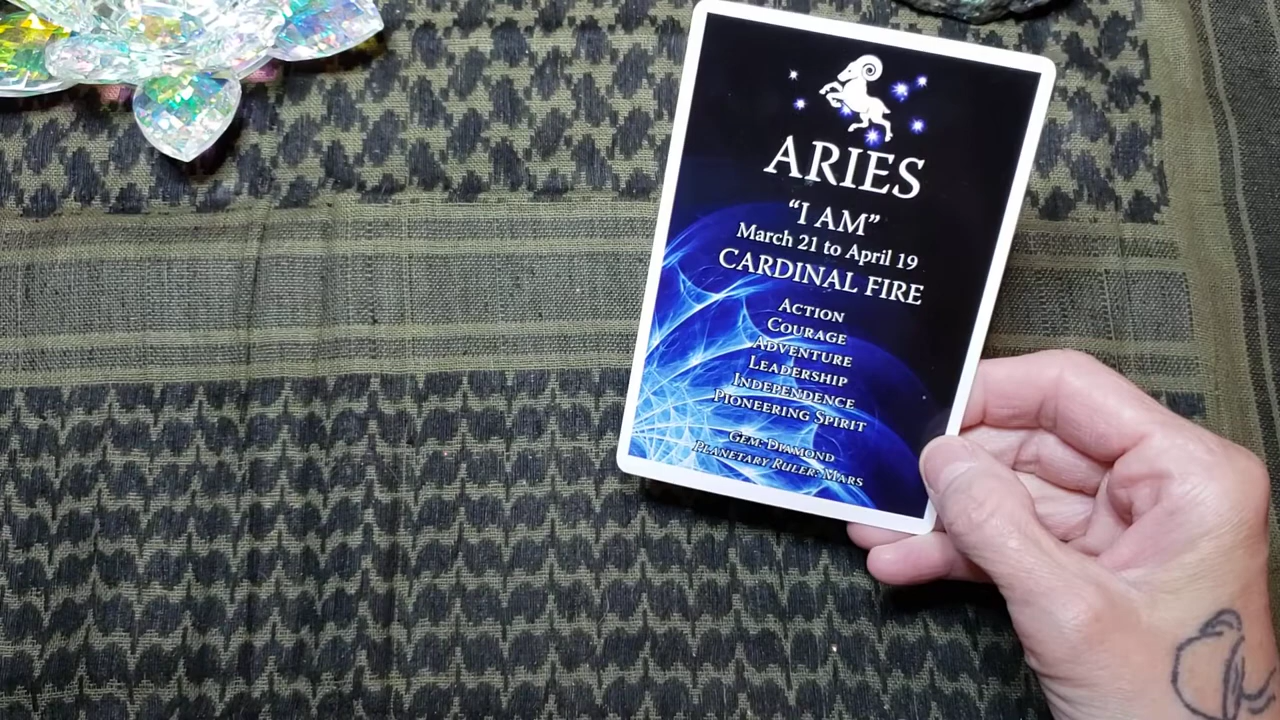 ARIES
“I AM”
March 21 to April 19
CARDINAL FIRE
ACTION
COURAGE
ADVENTURE
LEADERSHIP
INDEPENDENCE
PIONEERING SPIRIT
GEM: DIAMOND
PLANETARY RULER: MARS